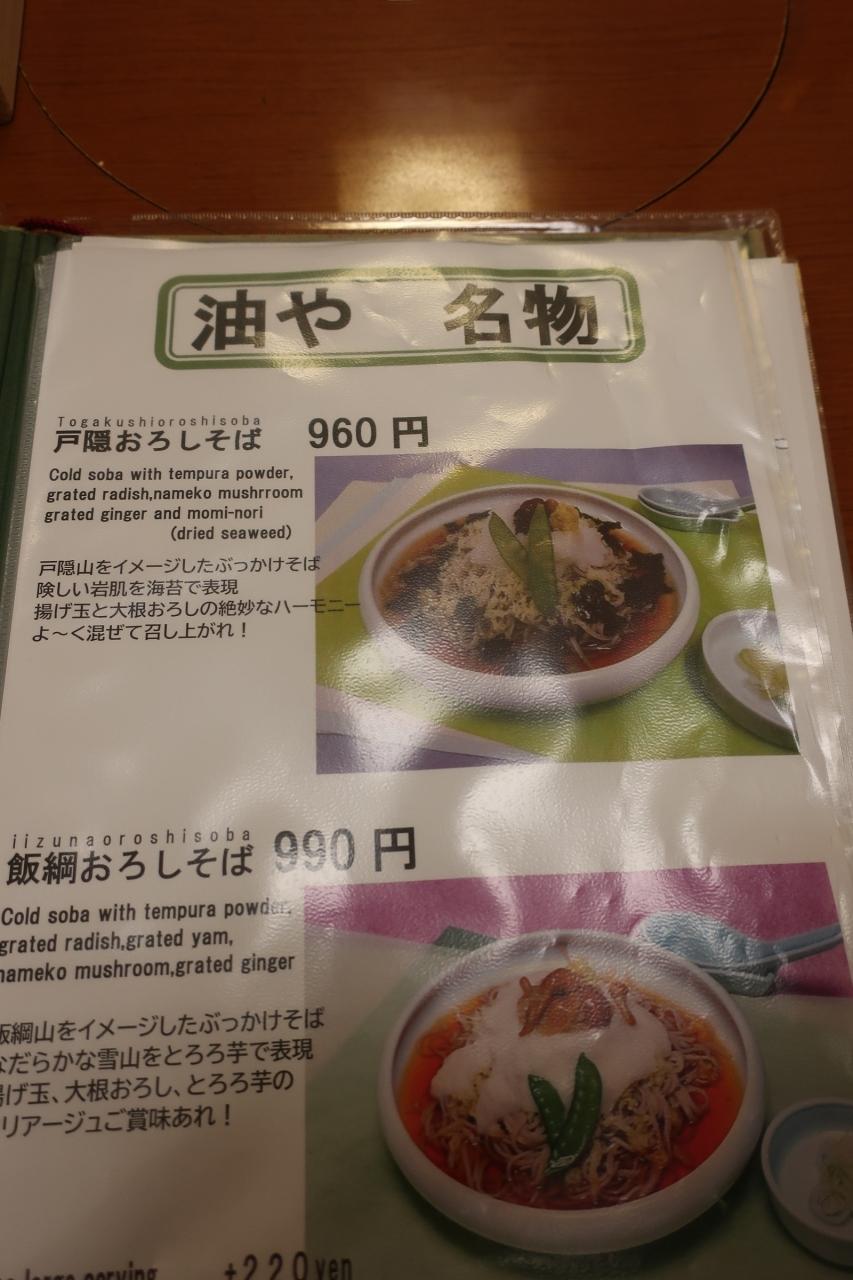 油や 名物
Togakushioroshisoba
戸隠おろしそば 960 円
Cold soba with tempura powder,
grated radish,nameko mushrroom
grated ginger and momi-nori
(dried seaweed)
戸隠山をイメージしたぶっかけそば
険しい岩肌を海苔で表現
揚げ玉と大根おろしの絶妙なハーモニー
よ～く混ぜて召し上がれ！
iizunaoroshisoba
飯綱おろしそば 990 円
Cold soba with tempura powder,
grated radish,grated yam,
nameko mushroom,grated ginger
飯綱山をイメージしたぶっかけそば
なだらかな雪山をとろろ芋で表現
揚げ玉、大根おろし、とろろ芋の
リアージュご賞味あれ！
large serving +220yen